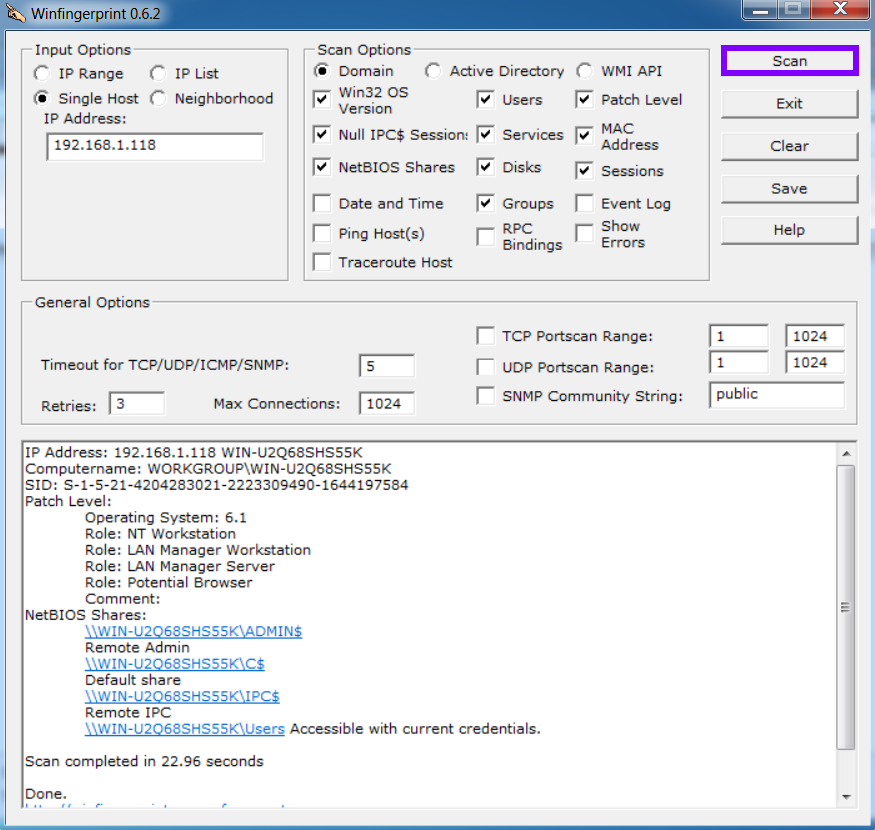 Winfingerprint 0.6.2
Input Options
IP Range
IP List
Single Host
Neighborhood
IP Address:
192.168.1.118
Scan Options
Domain
Active Directory
WMI API
Win32 OS
Version
Users
Patch Level
Null IPC$ Sessions
Services
MAC
Address
NetBIOS Shares
Disks
Sessions
Date and Time
Groups
Event Log
Ping Host(s)
RPC
Bindings
Show
Errors
Traceroute Host
Scan
Exit
Clear
Save
Help
General Options
Timeout for TCP/UDP/ICMP/SNMP:
5
Retries:
3
Max Connections:
1024
TCP Portscan Range:
1
1024
UDP Portscan Range:
1
1024
SNMP Community String:
public
IP Address: 192.168.1.118 WIN-U2Q68SHS55K
Computername: WORKGROUP\WIN-U2Q68SHS55K
SID: S-1-5-21-4204283021-2223309490-1644197584
Patch Level:
Operating System: 6.1
Role: NT Workstation
Role: LAN Manager Workstation
Role: LAN Manager Server
Role: Potential Browser
Comment:
NetBIOS Shares:
\\WIN-U2Q68SHS55K\ADMIN$
Remote Admin
\\WIN-U2Q68SHS55K\C$
Default share
\\WIN-U2Q68SHS55K\IPC$
Remote IPC
\\WIN-U2Q68SHS55K\Users Accessible with current credentials.
Scan completed in 22.96 seconds
Done.